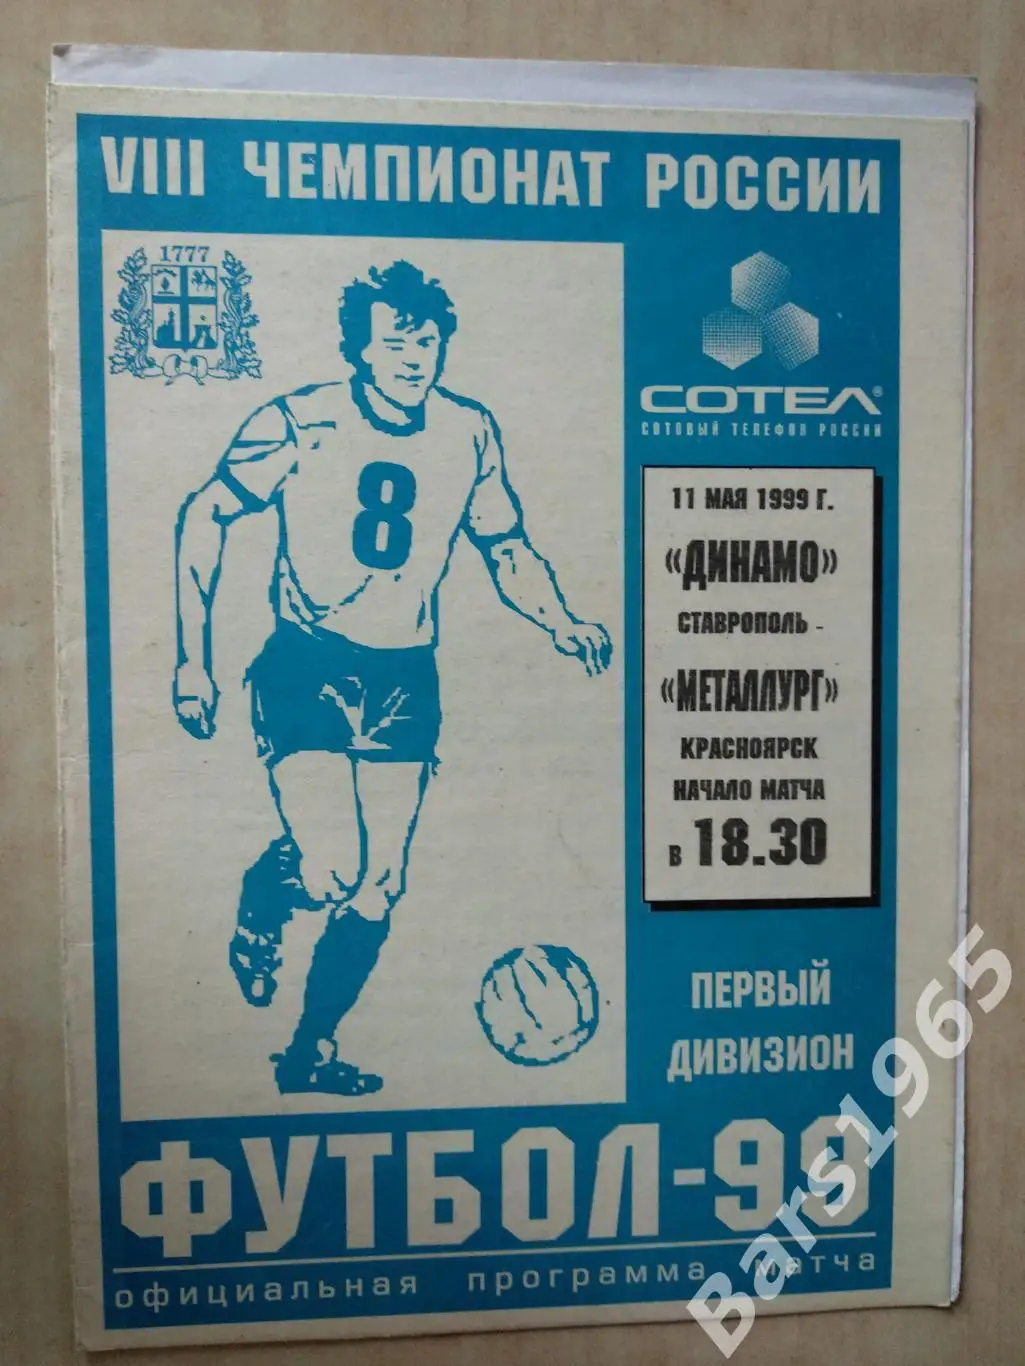 VIII ЧЕМПИОНАТ РОССИИ
1777
СОТЕЛ®
СОТОВЫЙ ТЕЛЕФОН РОССИИ
11 МАЯ 1999 Г.
«ДИНАМО»
СТАВРОПОЛЬ -
«МЕТАЛЛУРГ»
КРАСНОЯРСК
НАЧАЛО МАТЧА
В 18.30
8
ПЕРВЫЙ
ДИВИЗИОН
ФУТБОЛ-99
официальная программа матча
Bars1965